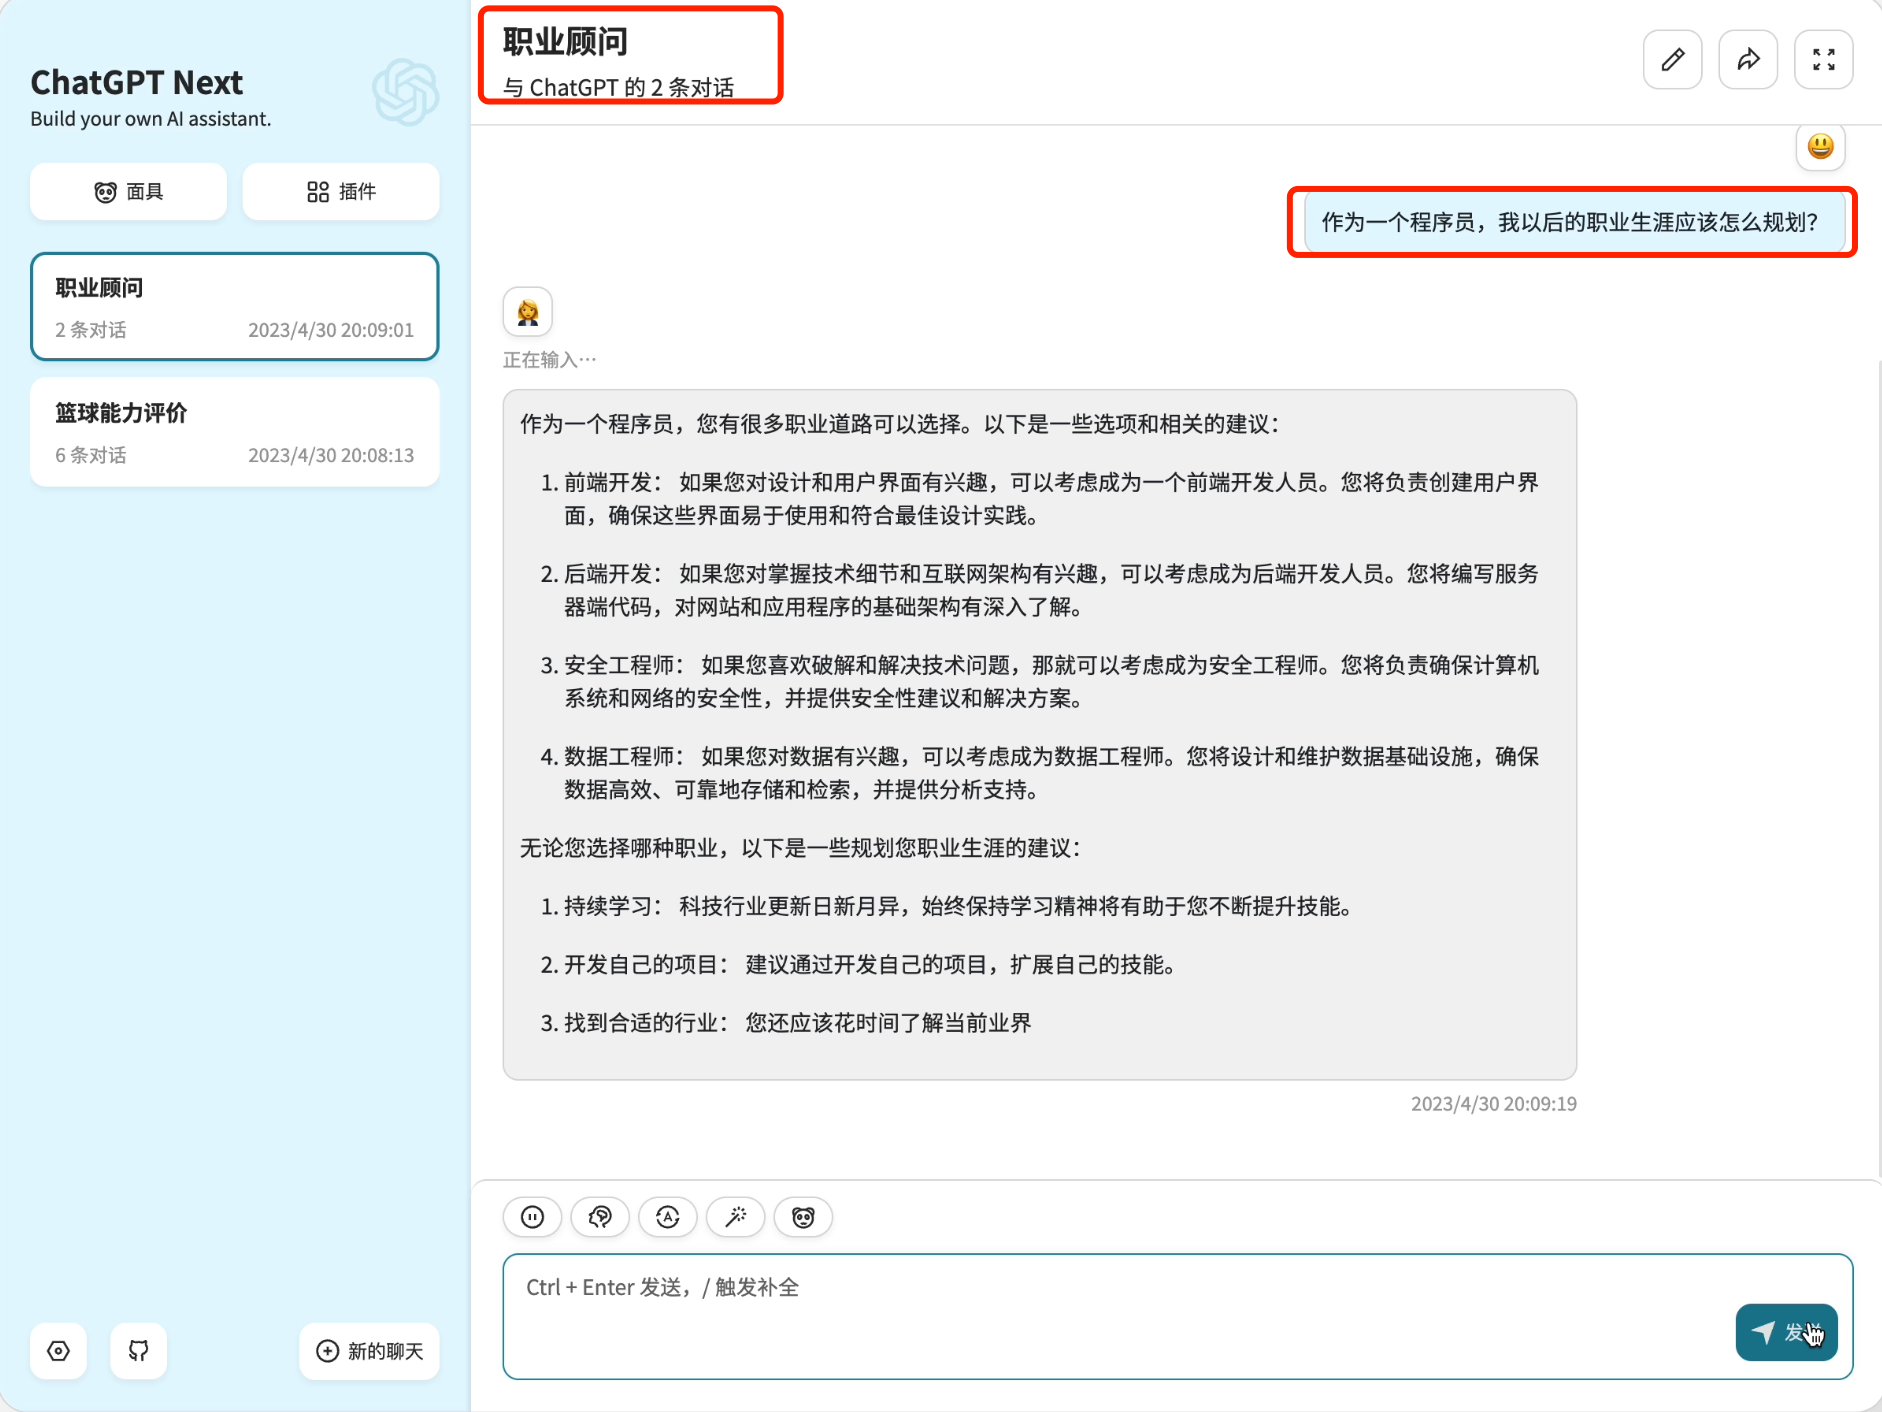 ChatGPT Next
Build your own AI assistant.
面具
插件
职业顾问
2 条对话
2023/4/30 20:09:01
篮球能力评价
6 条对话
2023/4/30 20:08:13
新的聊天
职业顾问
与 ChatGPT 的 2 条对话
作为一个程序员，我以后的职业生涯应该怎么规划？
正在输入…
作为一个程序员，您有很多职业道路可以选择。以下是一些选项和相关的建议：
1. 前端开发： 如果您对设计和用户界面有兴趣，可以考虑成为一个前端开发人员。您将负责创建用户界
面，确保这些界面易于使用和符合最佳设计实践。
2. 后端开发： 如果您对掌握技术细节和互联网架构有兴趣，可以考虑成为后端开发人员。您将编写服务
器端代码，对网站和应用程序的基础架构有深入了解。
3. 安全工程师： 如果您喜欢破解和解决技术问题，那就可以考虑成为安全工程师。您将负责确保计算机
系统和网络的安全性，并提供安全性建议和解决方案。
4. 数据工程师： 如果您对数据有兴趣，可以考虑成为数据工程师。您将设计和维护数据基础设施，确保
数据高效、可靠地存储和检索，并提供分析支持。
无论您选择哪种职业，以下是一些规划您职业生涯的建议：
1. 持续学习： 科技行业更新日新月异，始终保持学习精神将有助于您不断提升技能。
2. 开发自己的项目： 建议通过开发自己的项目，扩展自己的技能。
3. 找到合适的行业： 您还应该花时间了解当前业界
2023/4/30 20:09:19
Ctrl + Enter 发送，/ 触发补全
发